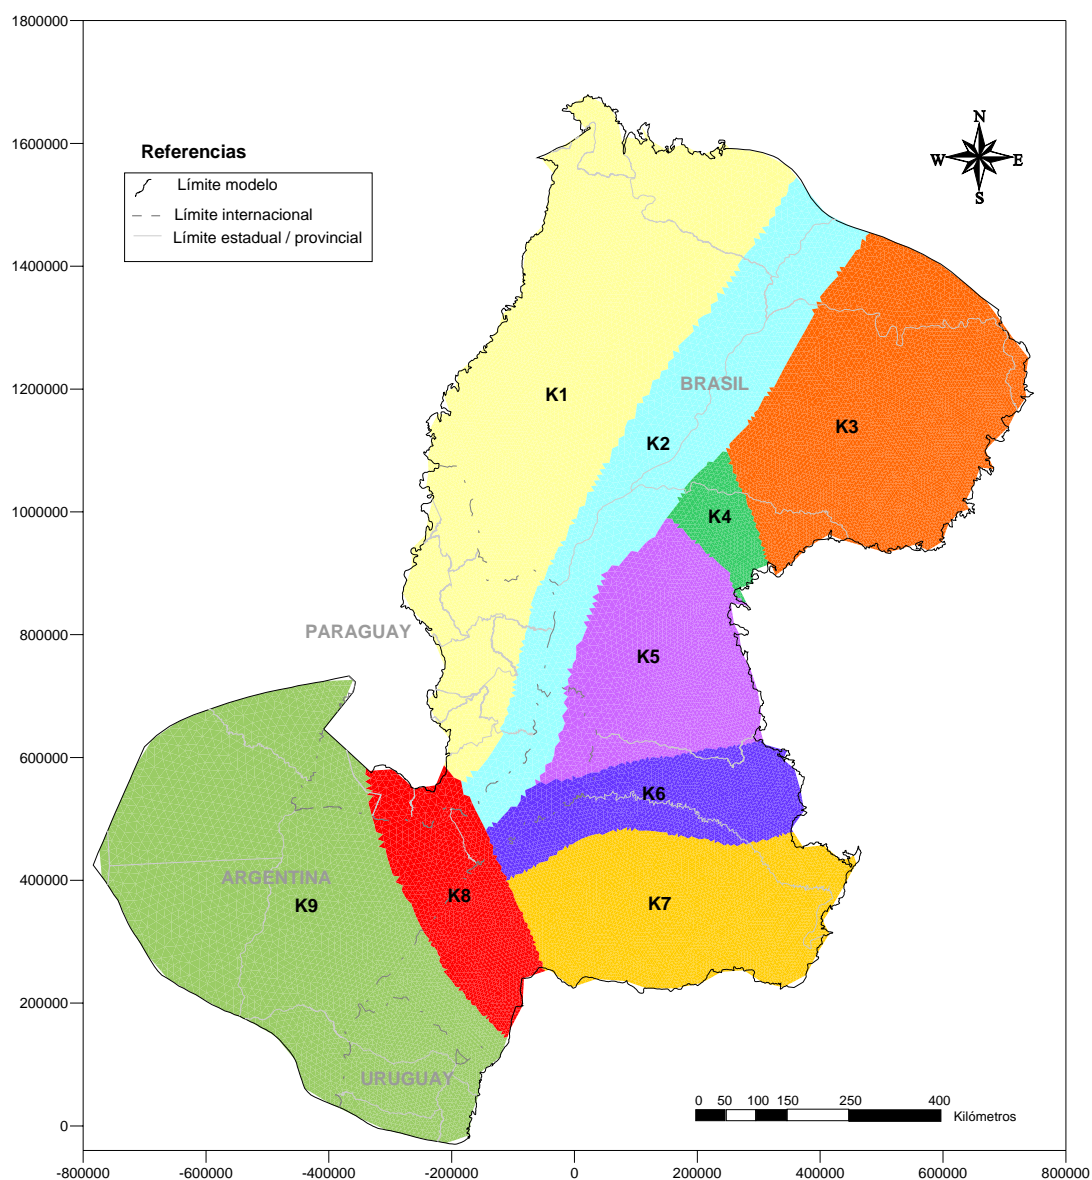 1800000
1600000
1400000
1200000
1000000
800000
600000
400000
200000
0
Referencias
Límite modelo
Límite internacional
Límite estadual / provincial
N
W
E
S
K1
BRASIL
K2
K3
K4
PARAGUAY
K5
K6
ARGENTINA
K8
K9
K7
URUGUAY
0 50 100 150 250 400
Kilómetros
-800000 -600000 -400000 -200000 0 200000 400000 600000 800000